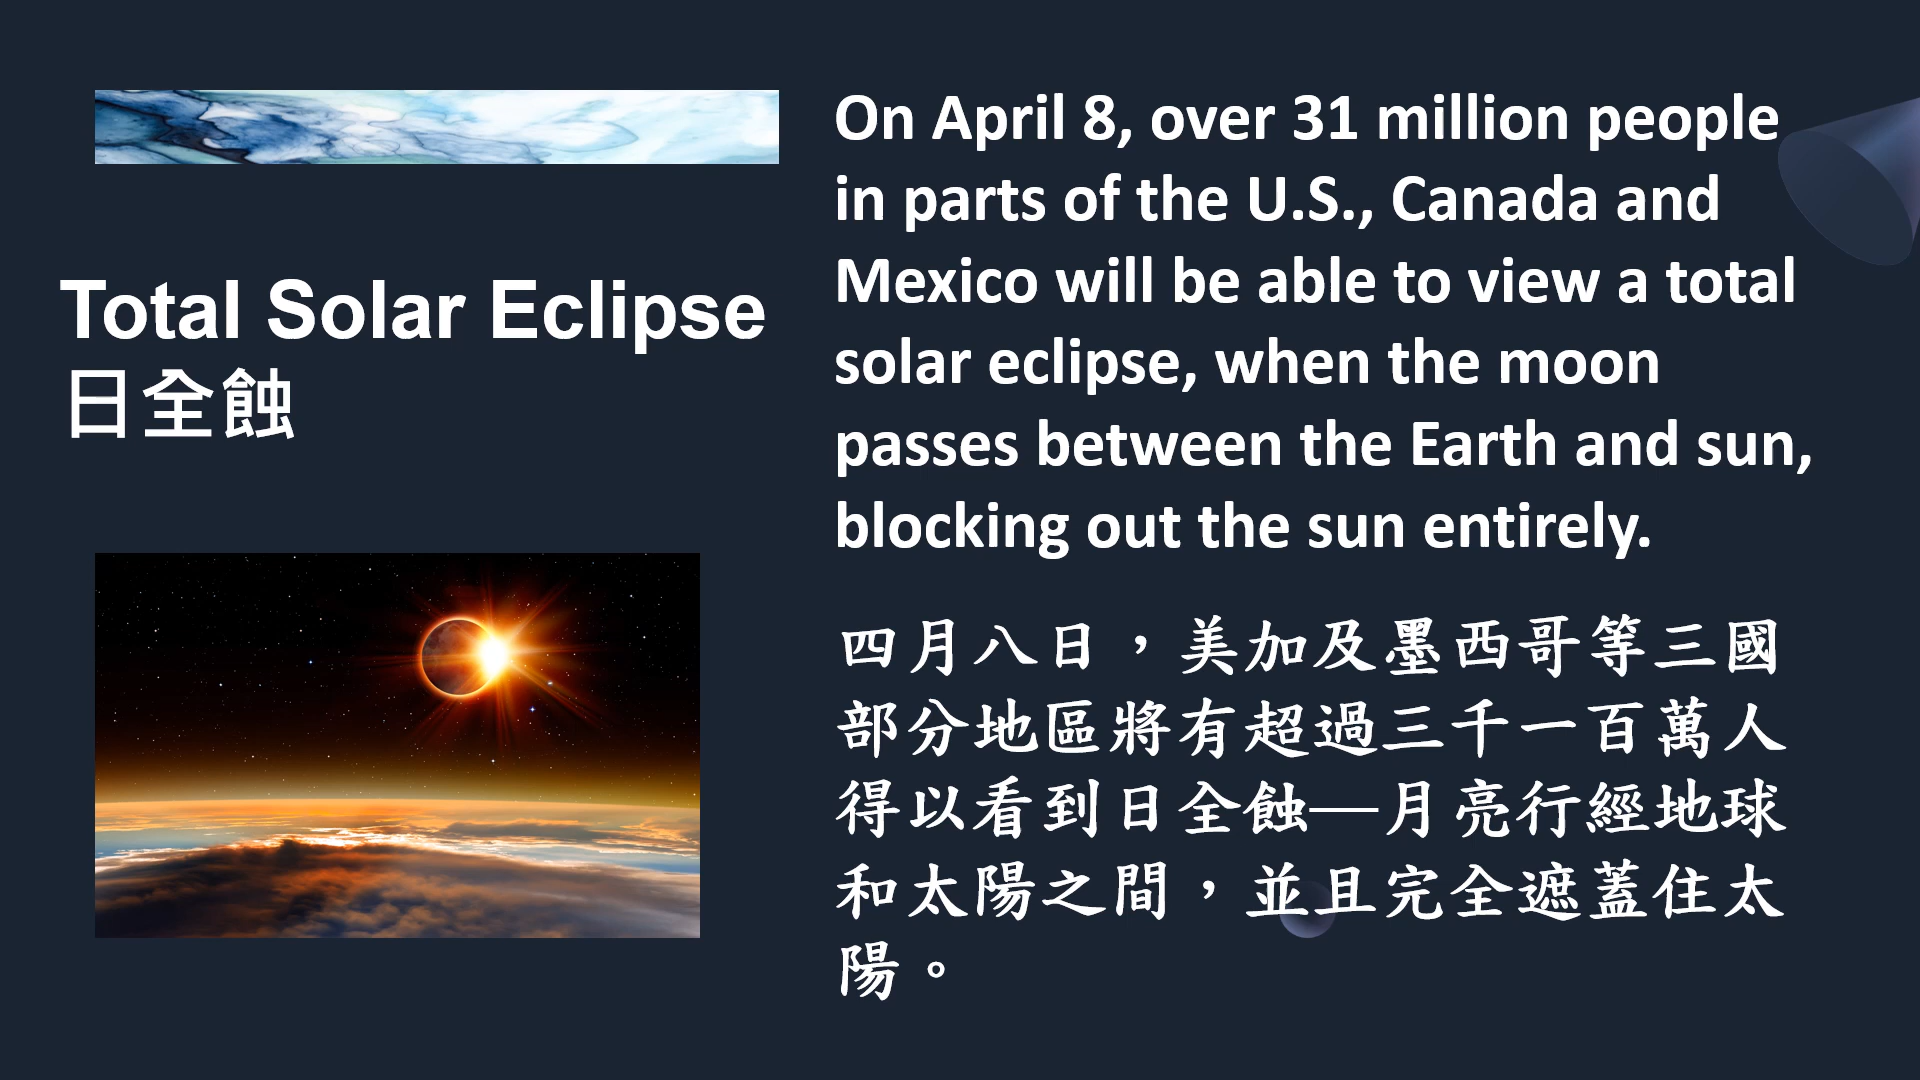 Total Solar Eclipse
日全蝕
On April 8, over 31 million people
in parts of the U.S., Canada and
Mexico will be able to view a total
solar eclipse, when the moon
passes between the Earth and sun,
blocking out the sun entirely.
四月八日，美加及墨西哥等三國
部分地區將有超過三千一百萬人
得以看到日全蝕—月亮行經地球
和太陽之間，並且完全遮蓋住太
陽。